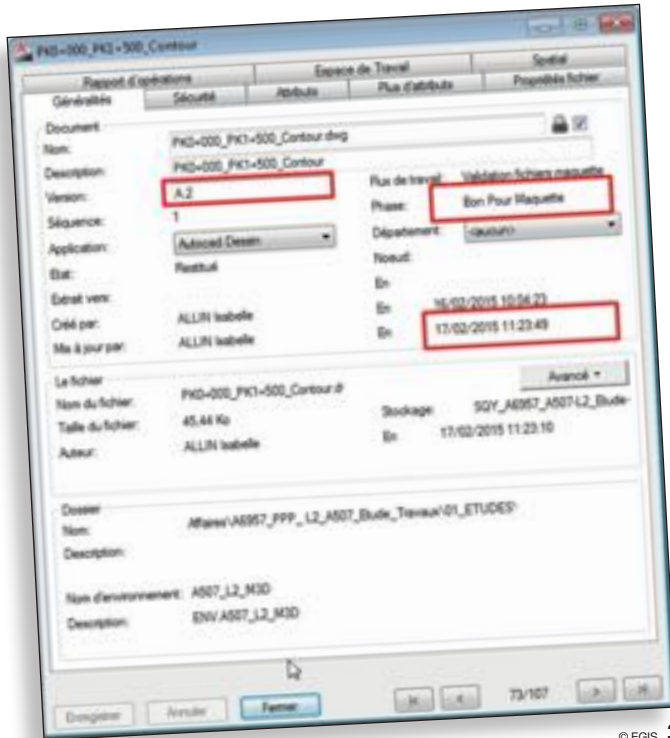 PK0+000_PK1+500_Contour
Rapport d'opérations Espace de Travail Spatial
Généralités Sécurité Attributs Plus d'attributs Propriétés fichier
Document
Nom: PK0+000_PK1+500_Contour.dwg
Description: PK0+000_PK1+500_Contour
Version: A.2 Flux de travail: Validation fichiers maquette
Séquence: 1 Phase: Bon Pour Maquette
Application: Autocad Dessin Département: <aucun>
Etat: Restitué Noeud:
Extrait vers: En
Créé par: ALLIN Isabelle En 16/02/2015 10:04:23
Mis à jour par: ALLIN Isabelle En 17/02/2015 11:23:49
Le fichier Avancé
Nom du fichier: PK0+000_PK1+500_Contour.d
Taille du fichier: 45,44 Ko Stockage: SQY_A6957_A507-L2_Etude-
Auteur: ALLIN Isabelle En 17/02/2015 11:23:10
Dossier
Nom: Affaires\A6957_PPP_ L2_A507_Etude_Travaux\01_ETUDES\
Description:
Nom d'environnement: A507_L2_M3D
Description: ENV.A507_L2_M3D
Enregistrer Annuler Fermer 73/107
© EGIS